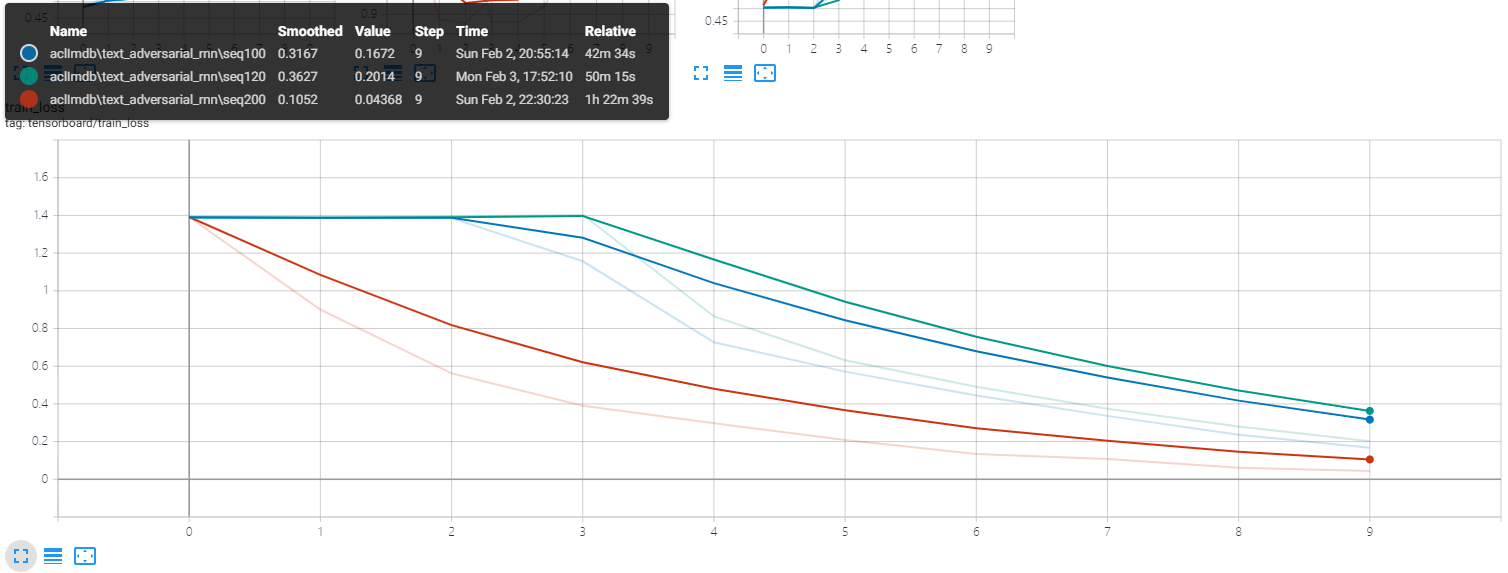 0.45
0.9
0.45
0 1 2 3 4 5 6 7 8 9
Name Smoothed Value Step Time Relative
aclImdb\text_adversarial_rnn\seq100 0.3167 0.1672 9 Sun Feb 2, 20:55:14 42m 34s
aclImdb\text_adversarial_rnn\seq120 0.3627 0.2014 9 Mon Feb 3, 17:52:10 50m 15s
aclImdb\text_adversarial_rnn\seq200 0.1052 0.04368 9 Sun Feb 2, 22:30:23 1h 22m 39s
train_loss
tag: tensorboard/train_loss
1.6
1.4
1.2
1
0.8
0.6
0.4
0.2
0
0 1 2 3 4 5 6 7 8 9